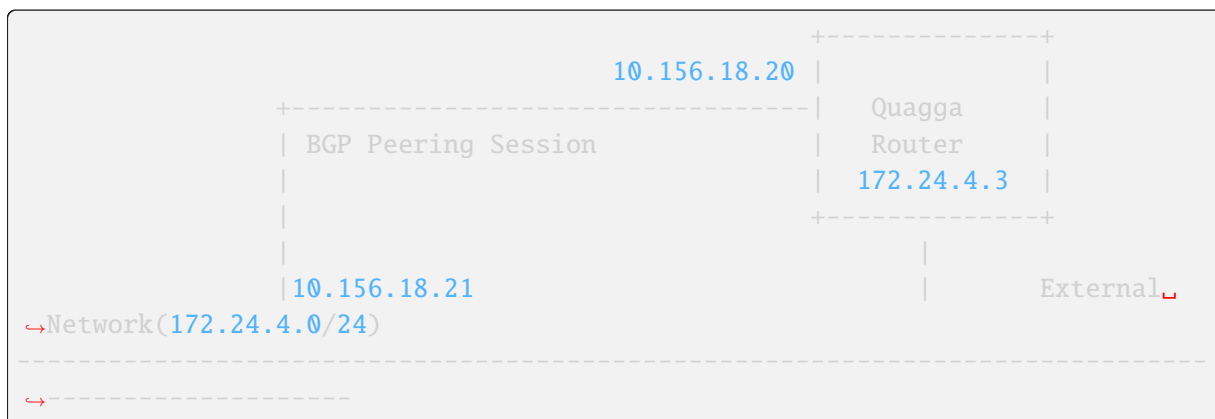 +--------------+
10.156.18.20 |              |
+----------------------------------|   Quagga     |
| BGP Peering Session              |   Router     |
|                                  |  172.24.4.3  |
|                                  +--------------+
|                                         |
|10.156.18.21                             |       External␣
↪Network(172.24.4.0/24)
------------------------------------------------------------------------------
↪--------------------